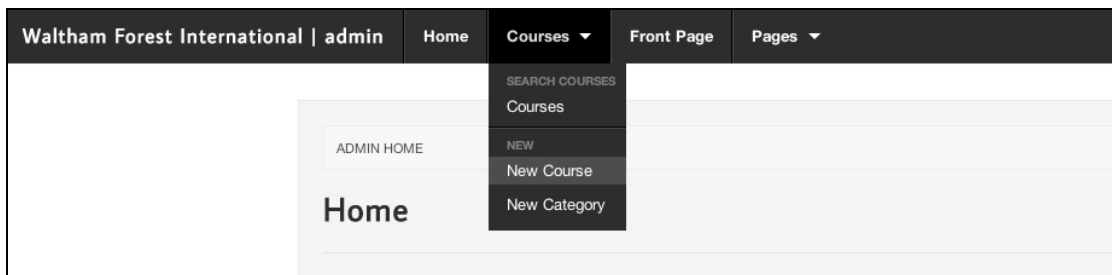 Waltham Forest International | admin Home Courses Front Page Pages
SEARCH COURSES
Courses
NEW
New Course
New Category
ADMIN HOME
Home